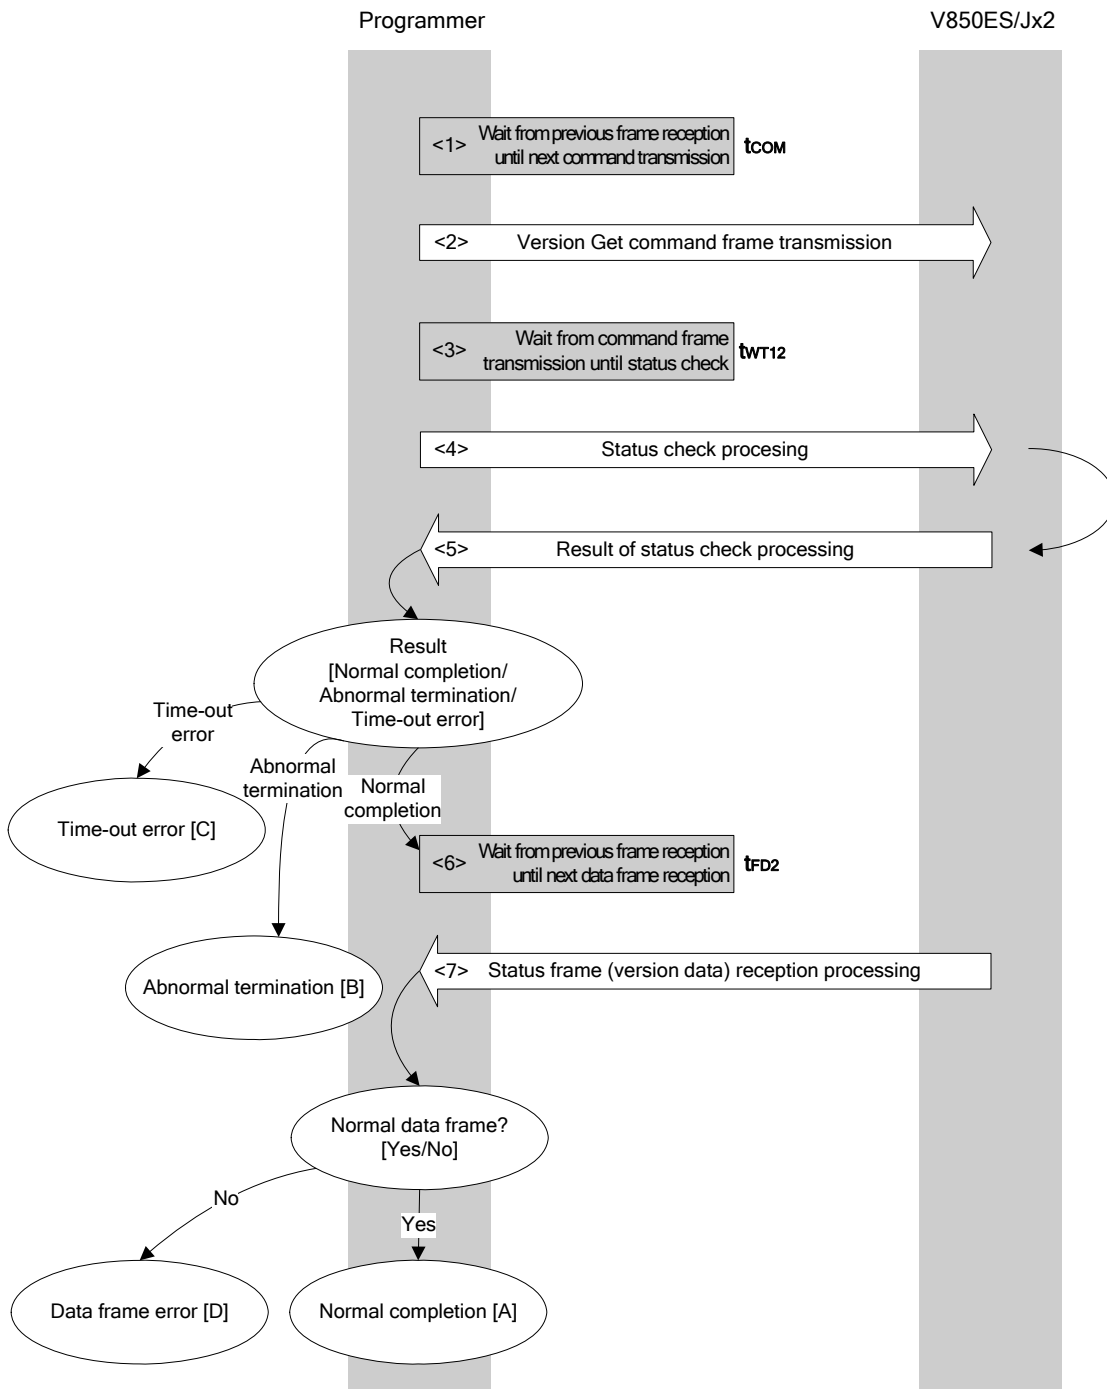 Programmer
V850ES/Jx2
<1>
Wait from previous frame reception
until next command transmission
tCOM
<2>
Version Get command frame transmission
<3>
Wait from command frame
transmission until status check
tWT12
<4>
Status check procesing
<5>
Result of status check processing
Result
[Normal completion/
Abnormal termination/
Time-out error]
Time-out
error
Abnormal
termination
Normal
completion
Time-out error [C]
<6>
Wait from previous frame reception
until next data frame reception
tFD2
Abnormal termination [B]
<7>
Status frame (version data) reception processing
Normal data frame?
[Yes/No]
No
Yes
Data frame error [D]
Normal completion [A]